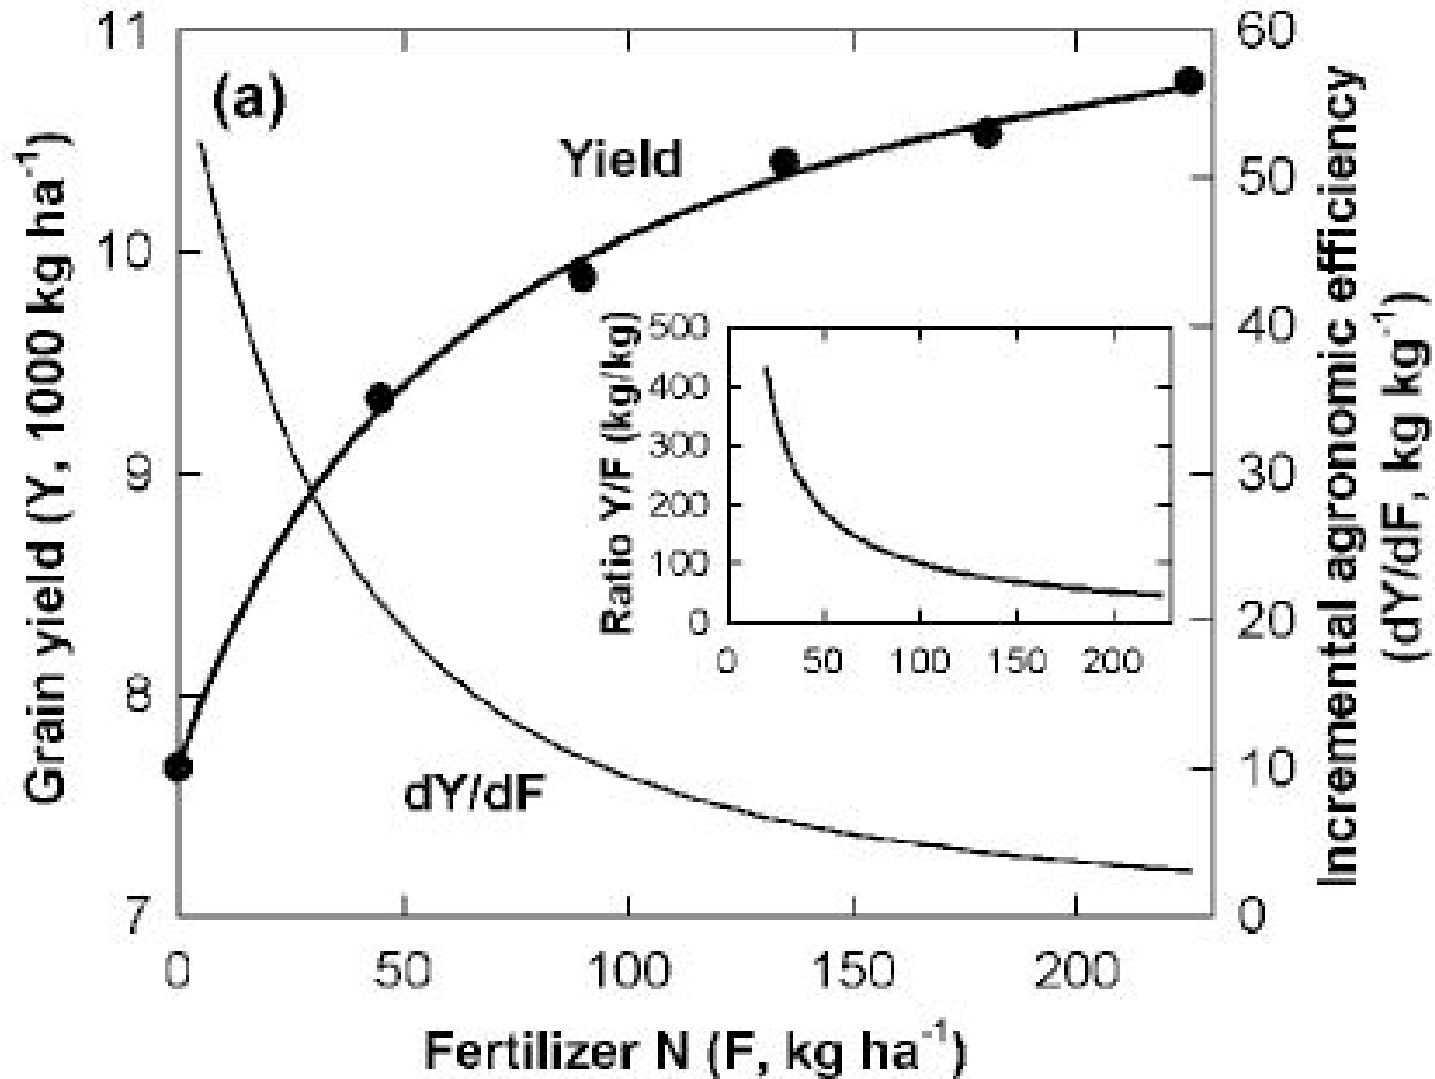 (a)
Grain yield (Y, 1000 kg ha⁻¹)
11
10
9
8
7
Yield
dY/dF
60
50
40
30
20
10
0
Incremental agronomic efficiency
(dY/dF, kg kg⁻¹)
Ratio Y/F (kg/kg)
500
400
300
200
100
0
0 50 100 150 200
0 50 100 150 200
Fertilizer N (F, kg ha⁻¹)